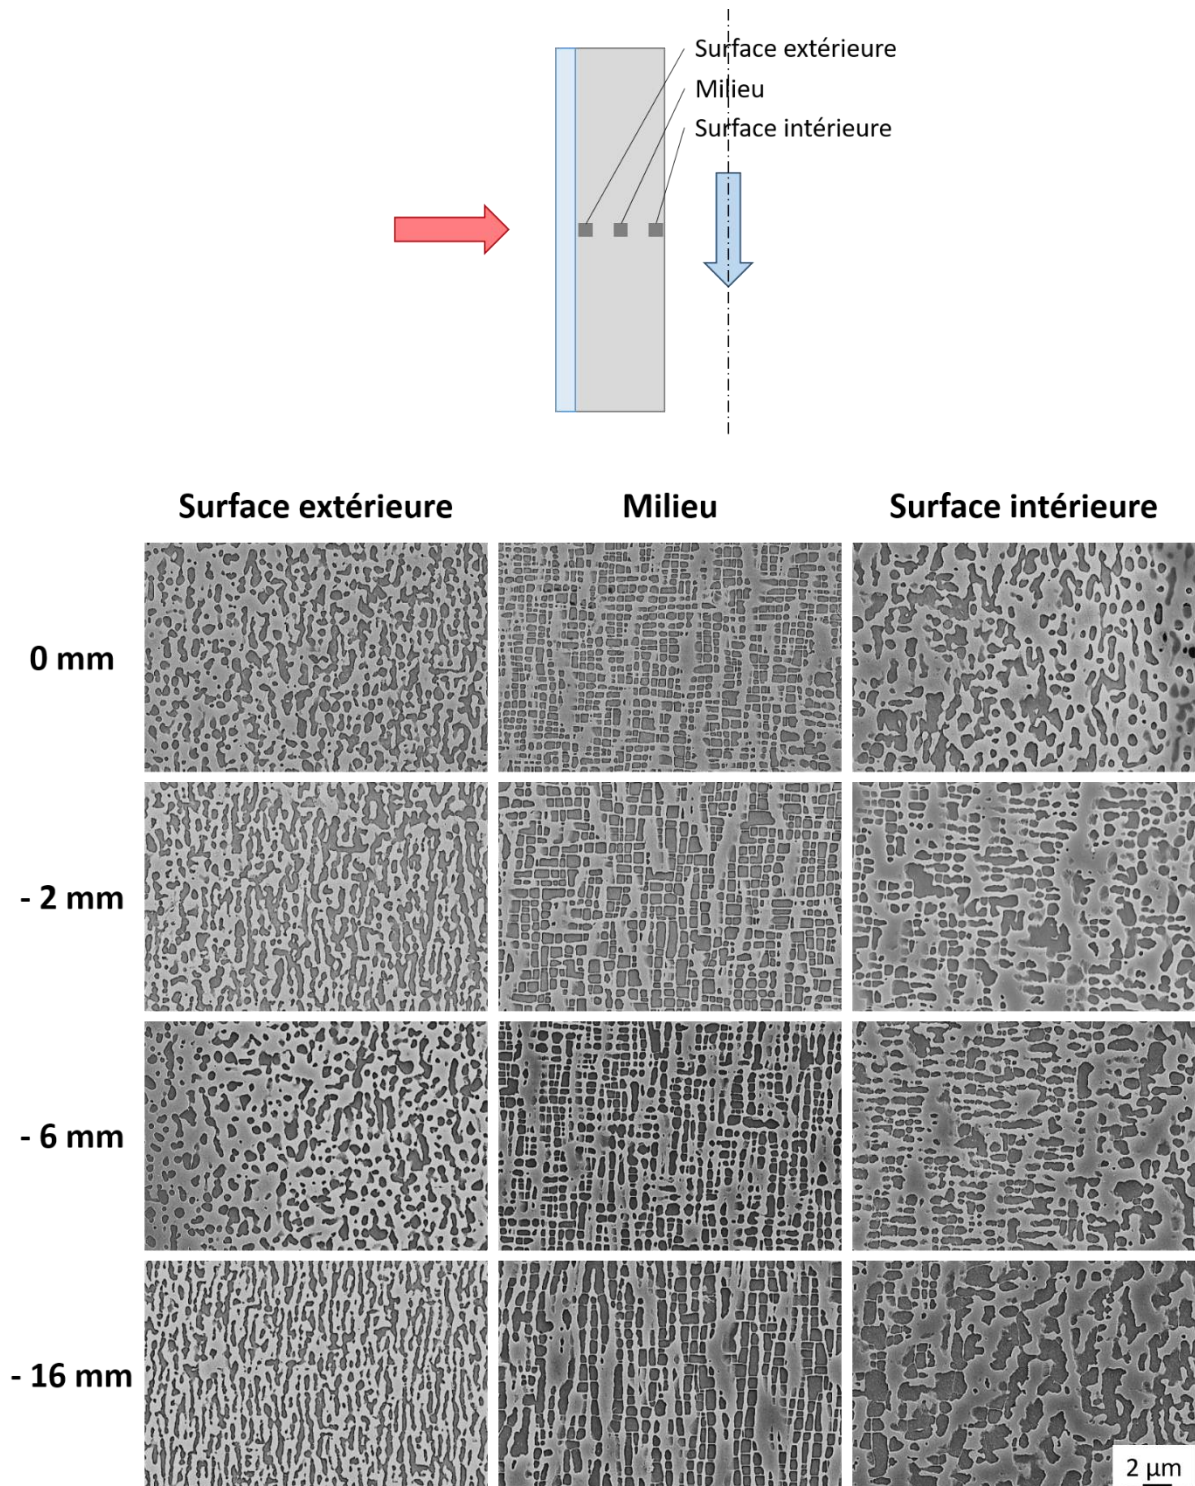 Surface extérieure
Milieu
Surface intérieure
Surface extérieure Milieu Surface intérieure
0 mm
- 2 mm
- 6 mm
- 16 mm
2 µm